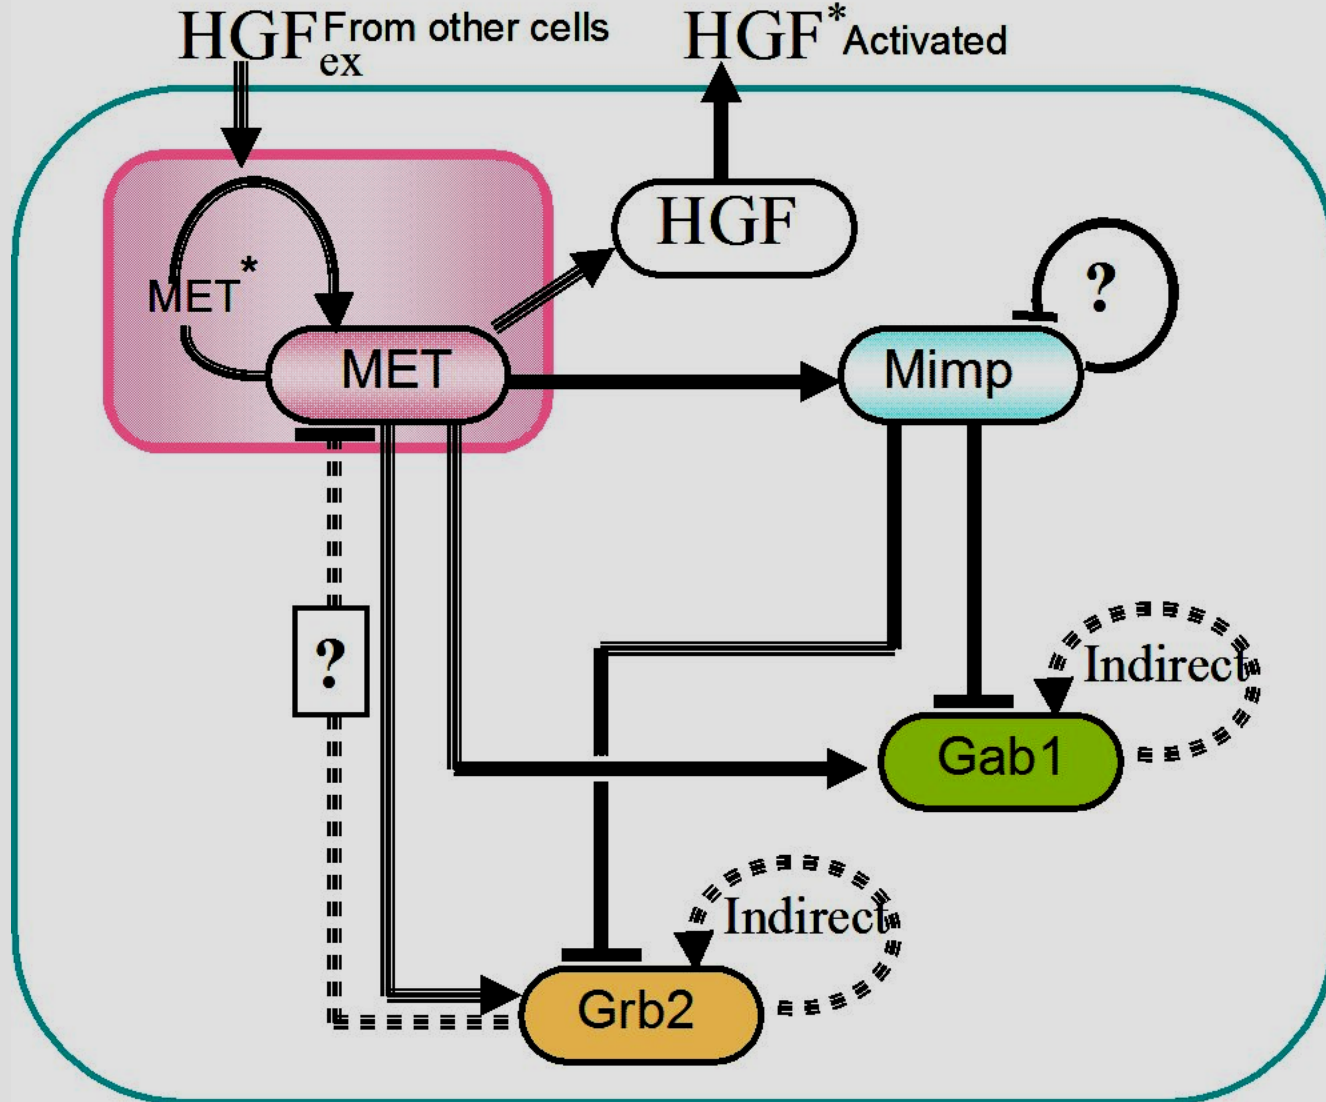 HGF ex From other cells
HGF* Activated
HGF
MET*
?
MET
Mimp
?
Indirect
Gab1
Indirect
Grb2